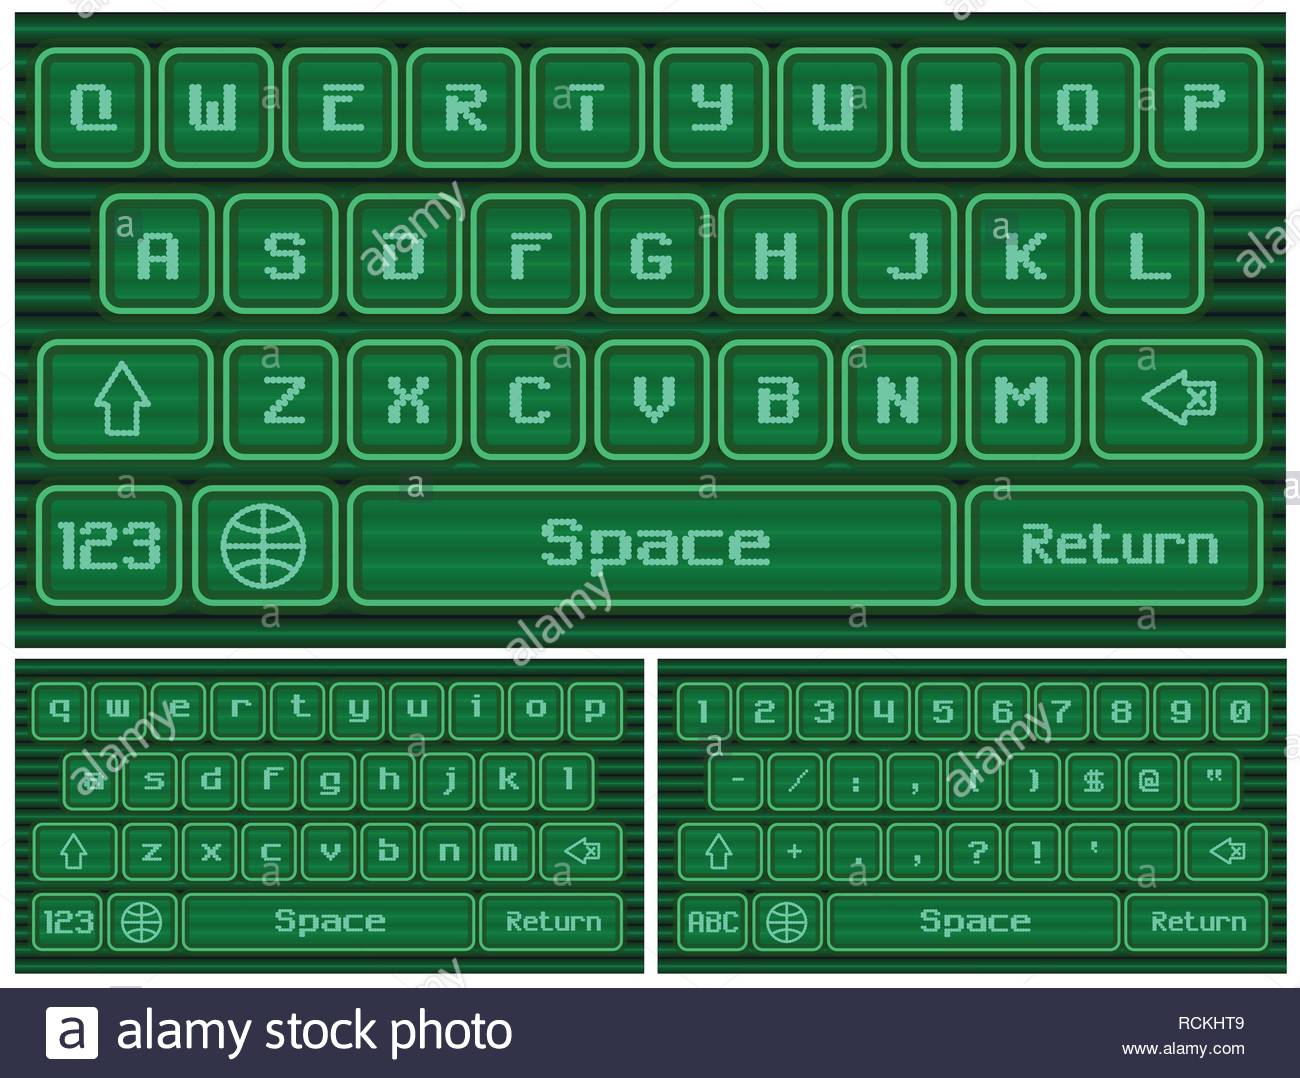 Q W E R T Y U I O P
A S D F G H J K L
Z X C V B N M
123 Space Return
q w e r t y u i o p
a s d f g h j k l
z x c v b n m
123 Space Return
1 2 3 4 5 6 7 8 9 0
- / : , ( ) $ @ "
+ . , ? ! '
ABC Space Return
a alamy stock photo
RCKHT9
www.alamy.com